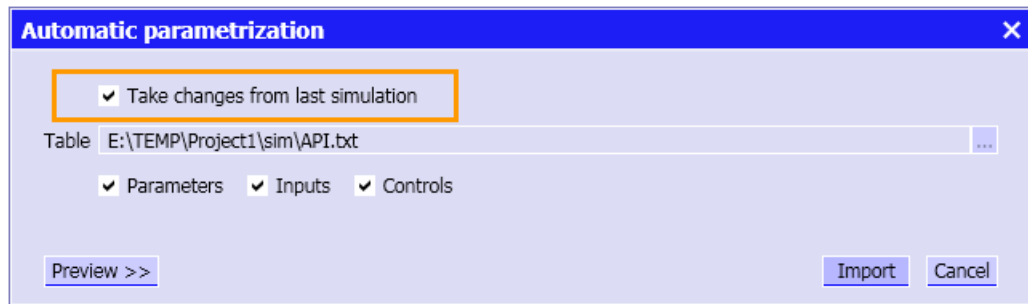 Automatic parametrization
Take changes from last simulation
Table E:\TEMP\Project1\sim\API.txt ...
Parameters Inputs Controls
Preview >> Import Cancel